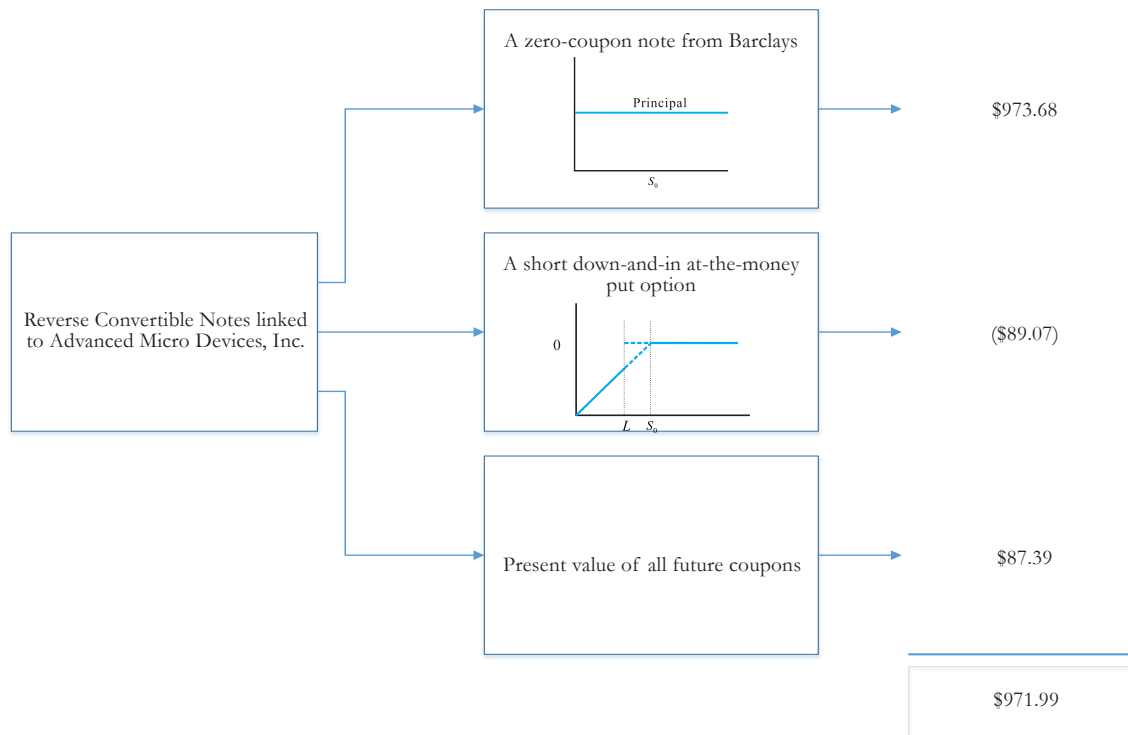 A zero-coupon note from Barclays
Principal
S₀
$973.68
Reverse Convertible Notes linked
to Advanced Micro Devices, Inc.
A short down-and-in at-the-money
put option
0
L S₀
($89.07)
Present value of all future coupons
$87.39
$971.99